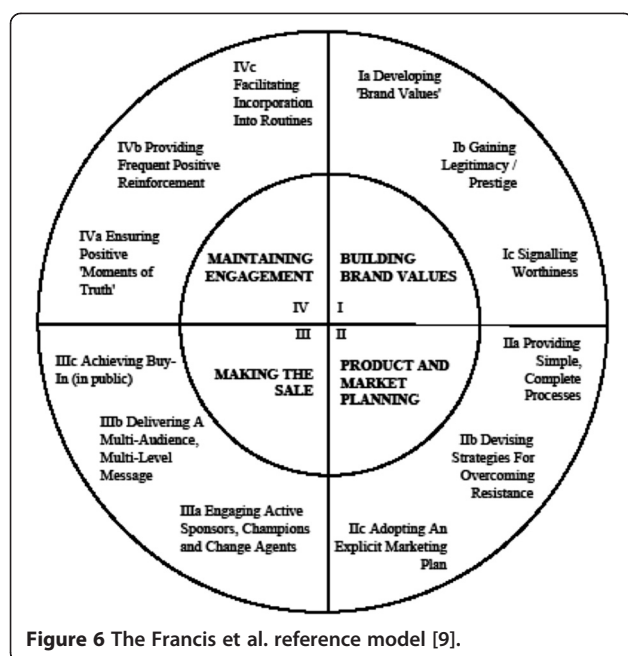 IVc
Facilitating
Incorporation
Into Routines
IVb Providing
Frequent Positive
Reinforcement
IVa Ensuring
Positive
'Moments of
Truth'
MAINTAINING
ENGAGEMENT
IV
Ia Developing
'Brand Values'
Ib Gaining
Legitimacy /
Prestige
Ic Signalling
Worthiness
BUILDING
BRAND VALUES
I
IIa Providing
Simple,
Complete
Processes
IIb Devising
Strategies For
Overcoming
Resistance
IIc Adopting An
Explicit Marketing
Plan
II
PRODUCT AND
MARKET
PLANNING
III
MAKING THE
SALE
IIIc Achieving Buy-
In (in public)
IIIb Delivering A
Multi-Audience,
Multi-Level
Message
IIIa Engaging Active
Sponsors, Champions
and Change Agents
Figure 6 The Francis et al. reference model [9].